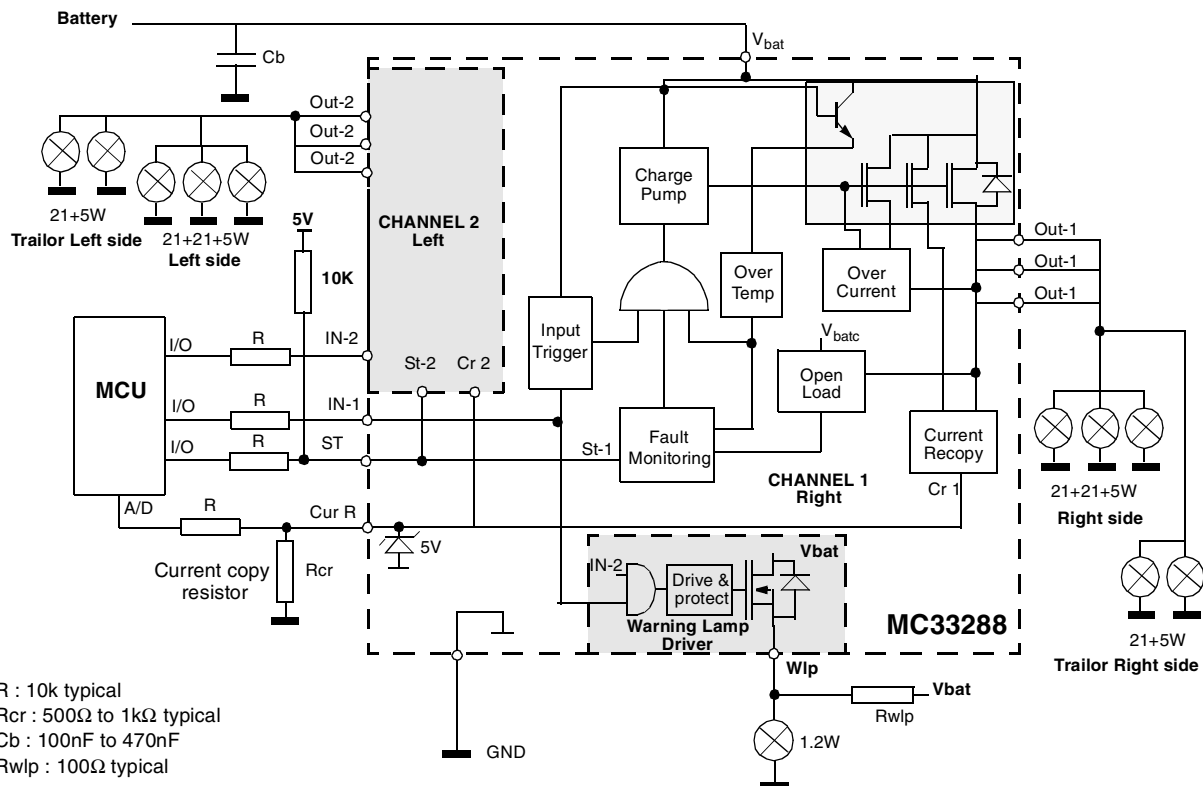 Battery
Cb
Vbat
Out-2
Out-2
Out-2
21+5W
Trailor Left side
21+21+5W
Left side
CHANNEL 2
Left
5V
10K
Charge
Pump
Over
Temp
Over
Current
Out-1
Out-1
Out-1
Input
Trigger
Vbatc
Open
Load
MCU
I/O
R
IN-2
St-2
Cr 2
I/O
R
IN-1
I/O
R
ST
St-1
Fault
Monitoring
Current
Recopy
CHANNEL 1
Right
Cr 1
21+21+5W
Right side
A/D
R
Cur R
5V
Current copy
resistor
Rcr
IN-2
Drive &
protect
Vbat
Warning Lamp
Driver
MC33288
21+5W
Trailor Right side
Wlp
Vbat
Rwlp
1.2W
GND
R : 10k typical
Rcr : 500Ω to 1kΩ typical
Cb : 100nF to 470nF
Rwlp : 100Ω typical